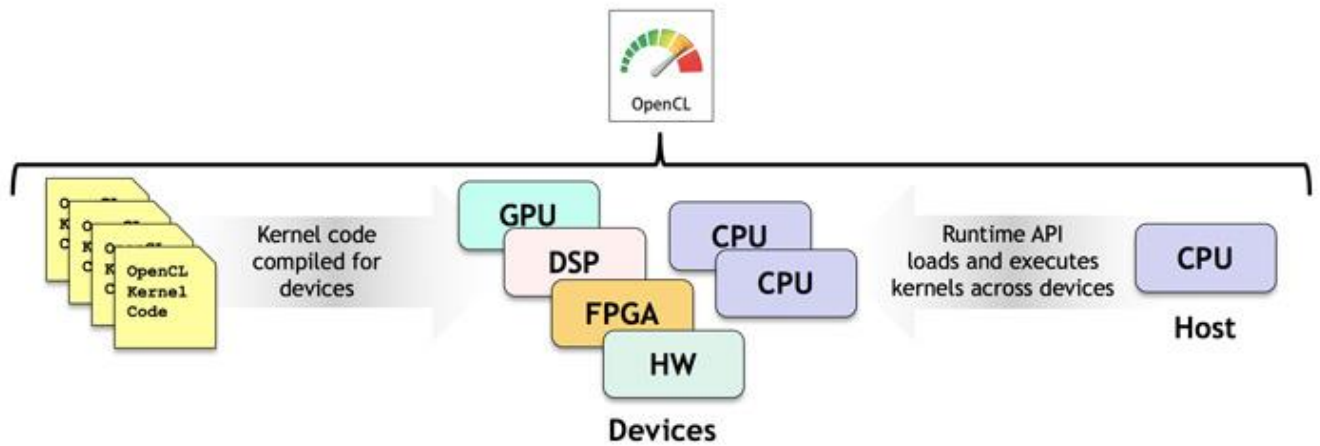 OpenCL
OpenCL
Kernel
Code
Kernel code
compiled for
devices
GPU
DSP
FPGA
HW
CPU
CPU
Devices
Runtime API
loads and executes
kernels across devices
CPU
Host